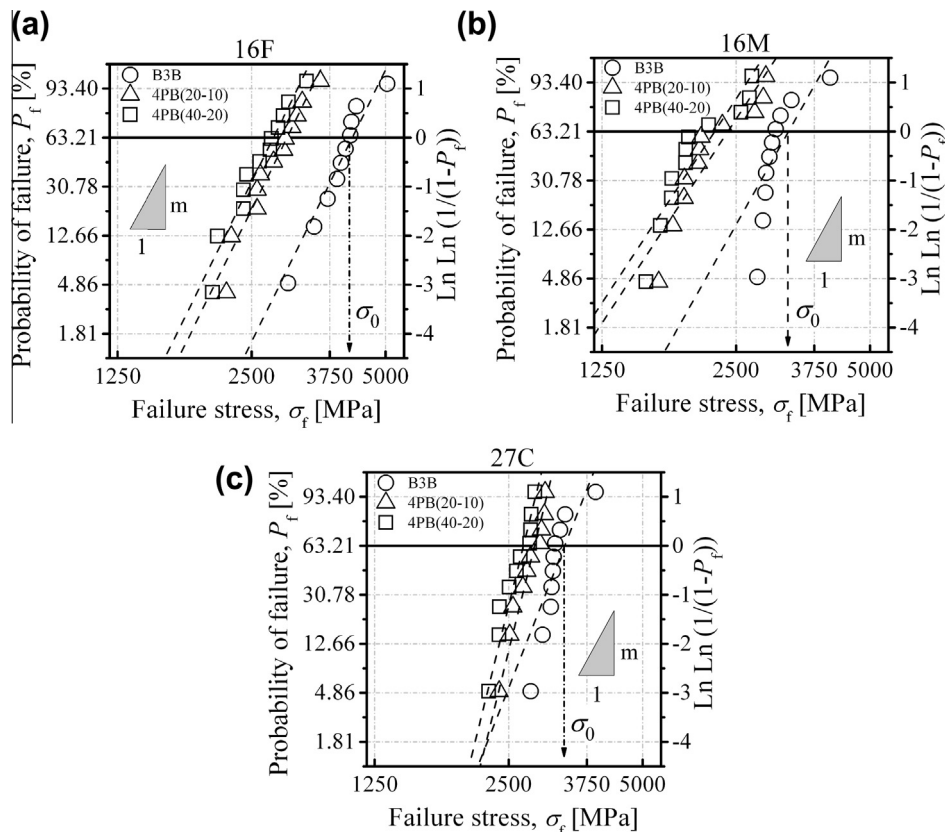 (a)
16F
B3B
4PB(20-10)
4PB(40-20)
Probability of failure, Pf [%]
93.40
63.21
30.78
12.66
4.86
1.81
1
0
-1
-2
-3
-4
Ln Ln (1/(1-Pf))
m
1
σ0
1250
2500
3750
5000
Failure stress, σf [MPa]
(b)
16M
B3B
4PB(20-10)
4PB(40-20)
Probability of failure, Pf [%]
93.40
63.21
30.78
12.66
4.86
1.81
1
0
-1
-2
-3
-4
Ln Ln (1/(1-Pf))
m
1
σ0
1250
2500
3750
5000
Failure stress, σf [MPa]
(c)
27C
B3B
4PB(20-10)
4PB(40-20)
Probability of failure, Pf [%]
93.40
63.21
30.78
12.66
4.86
1.81
1
0
-1
-2
-3
-4
Ln Ln (1/(1-Pf))
m
1
σ0
1250
2500
3750
5000
Failure stress, σf [MPa]